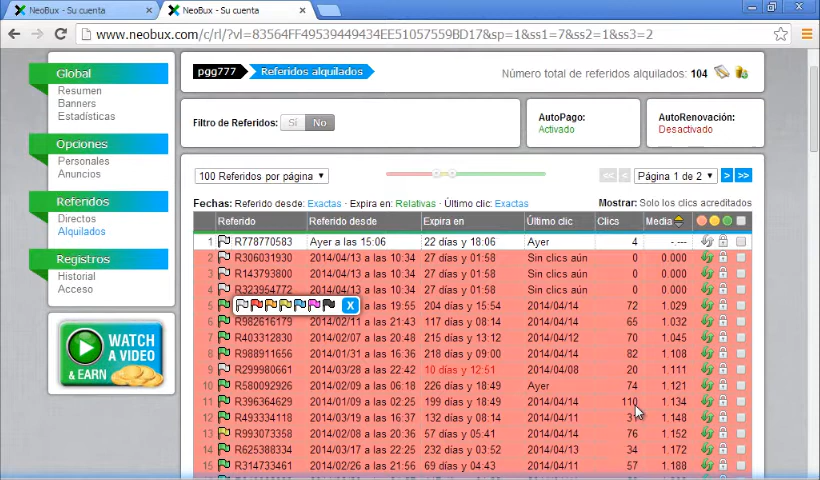 NeoBux - Su cuenta
NeoBux - Su cuenta
www.neobux.com/c/rl/?vl=83564FF49539449434EE51057559BD17&sp=1&ss1=7&ss2=1&ss3=2
Global
Resumen
Banners
Estadísticas
Opciones
Personales
Anuncios
Referidos
Directos
Alquilados
Registros
Historial
Acceso
WATCH
A VIDEO
& EARN
pgg777 Referidos alquilados
Número total de referidos alquilados: 104
Filtro de Referidos: Sí No
AutoPago:
Activado
AutoRenovación:
Desactivado
100 Referidos por página
<< < Página 1 de 2 > >>
Fechas: Referido desde: Exactas · Expira en: Relativas · Último clic: Exactas
Mostrar: Solo los clics acreditados
Referido Referido desde Expira en Último clic Clics Media
1 R778770583 Ayer a las 15:06 22 días y 18:06 Ayer 4 -.---
2 R306031930 2014/04/13 a las 10:34 27 días y 01:58 Sin clics aún 0 0.000
3 R143793800 2014/04/13 a las 10:34 27 días y 01:58 Sin clics aún 0 0.000
4 R323954772 2014/04/13 a las 10:34 27 días y 01:58 Sin clics aún 0 0.000
5 X a las 19:55 204 días y 15:54 2014/04/14 72 1.029
6 R982616179 2014/02/11 a las 21:43 117 días y 08:14 2014/04/14 65 1.032
7 R403312830 2014/02/07 a las 20:48 215 días y 13:12 2014/04/12 70 1.045
8 R988911656 2014/01/31 a las 16:36 218 días y 09:00 2014/04/14 82 1.108
9 R299980661 2014/03/28 a las 22:42 10 días y 12:51 2014/04/08 20 1.111
10 R580092926 2014/02/09 a las 06:18 226 días y 18:49 Ayer 74 1.121
11 R396364629 2014/01/08 a las 02:11 199 días y 18:49 2014/04/14 110 1.134
12 R493334118 2014/03/19 a las 16:37 132 días y 08:14 2014/04/11 1.148
13 R993073358 2014/02/08 a las 20:36 57 días y 05:41 2014/04/14 76 1.152
14 R625388334 2014/03/17 a las 22:25 232 días y 03:52 2014/04/13 34 1.172
15 R314733461 2014/02/26 a las 21:56 69 días y 04:43 2014/04/11 57 1.188